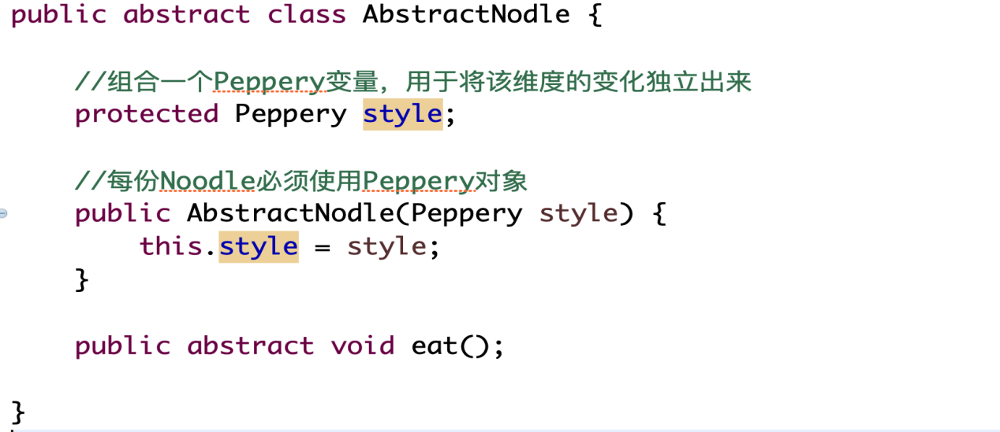 public abstract class AbstractNodle {
//组合一个Peppery变量，用于将该维度的变化独立出来
protected Peppery style;
//每份Noodle必须使用Peppery对象
public AbstractNodle(Peppery style) {
this.style = style;
}
public abstract void eat();
}